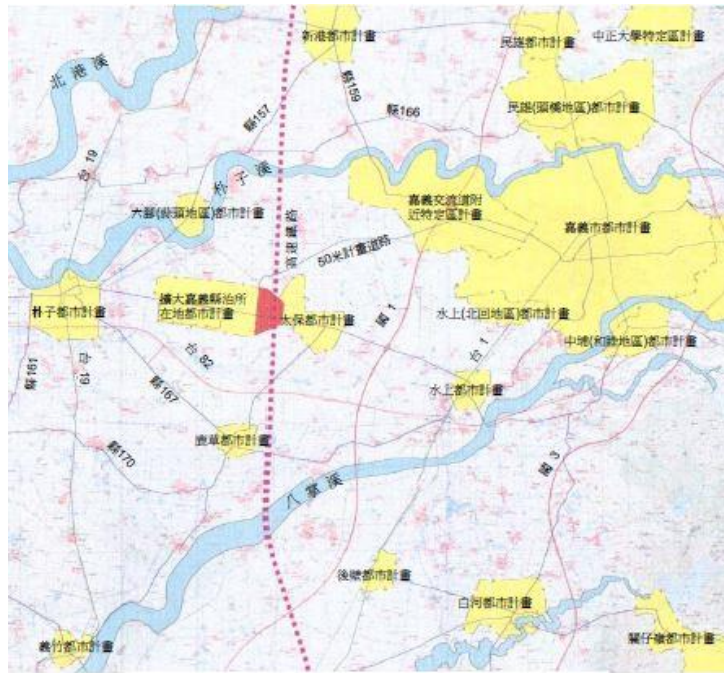 新港都市計畫
民雄都市計畫
中正大學特定區計畫
北港溪
縣159
縣157
縣166
民雄(頭橋地區)都市計畫
台19
朴子溪
六腳(蒜頭地區)都市計畫
高速鐵路
嘉義交流道附
近特定區計畫
嘉義市都市計畫
50米計畫道路
朴子都市計畫
擴大嘉義縣治所
在地都市計畫
太保都市計畫
國1
水上(北回地區)都市計畫
台1
中埔(和睦地區)都市計畫
縣161
台19
台82
縣167
水上都市計畫
鹿草都市計畫
縣170
八掌溪
國3
後壁都市計畫
白河都市計畫
義竹都市計畫
關仔嶺都市計畫